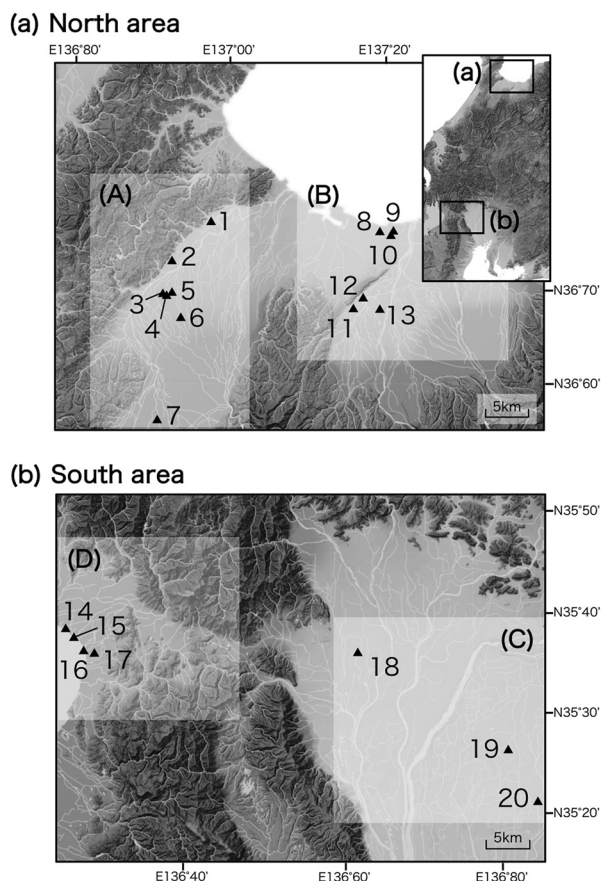 (a) North area
E136°80' E137°00' E137°20'
(a)
(b)
(A)
(B)
1
2
3
4
5
6
7
8
9
10
11
12
13
N36°70'
N36°60'
5km
(b) South area
N35°50'
N35°40'
N35°30'
N35°20'
(D)
14
15
16
17
(C)
18
19
20
5km
E136°40' E136°60' E136°80'